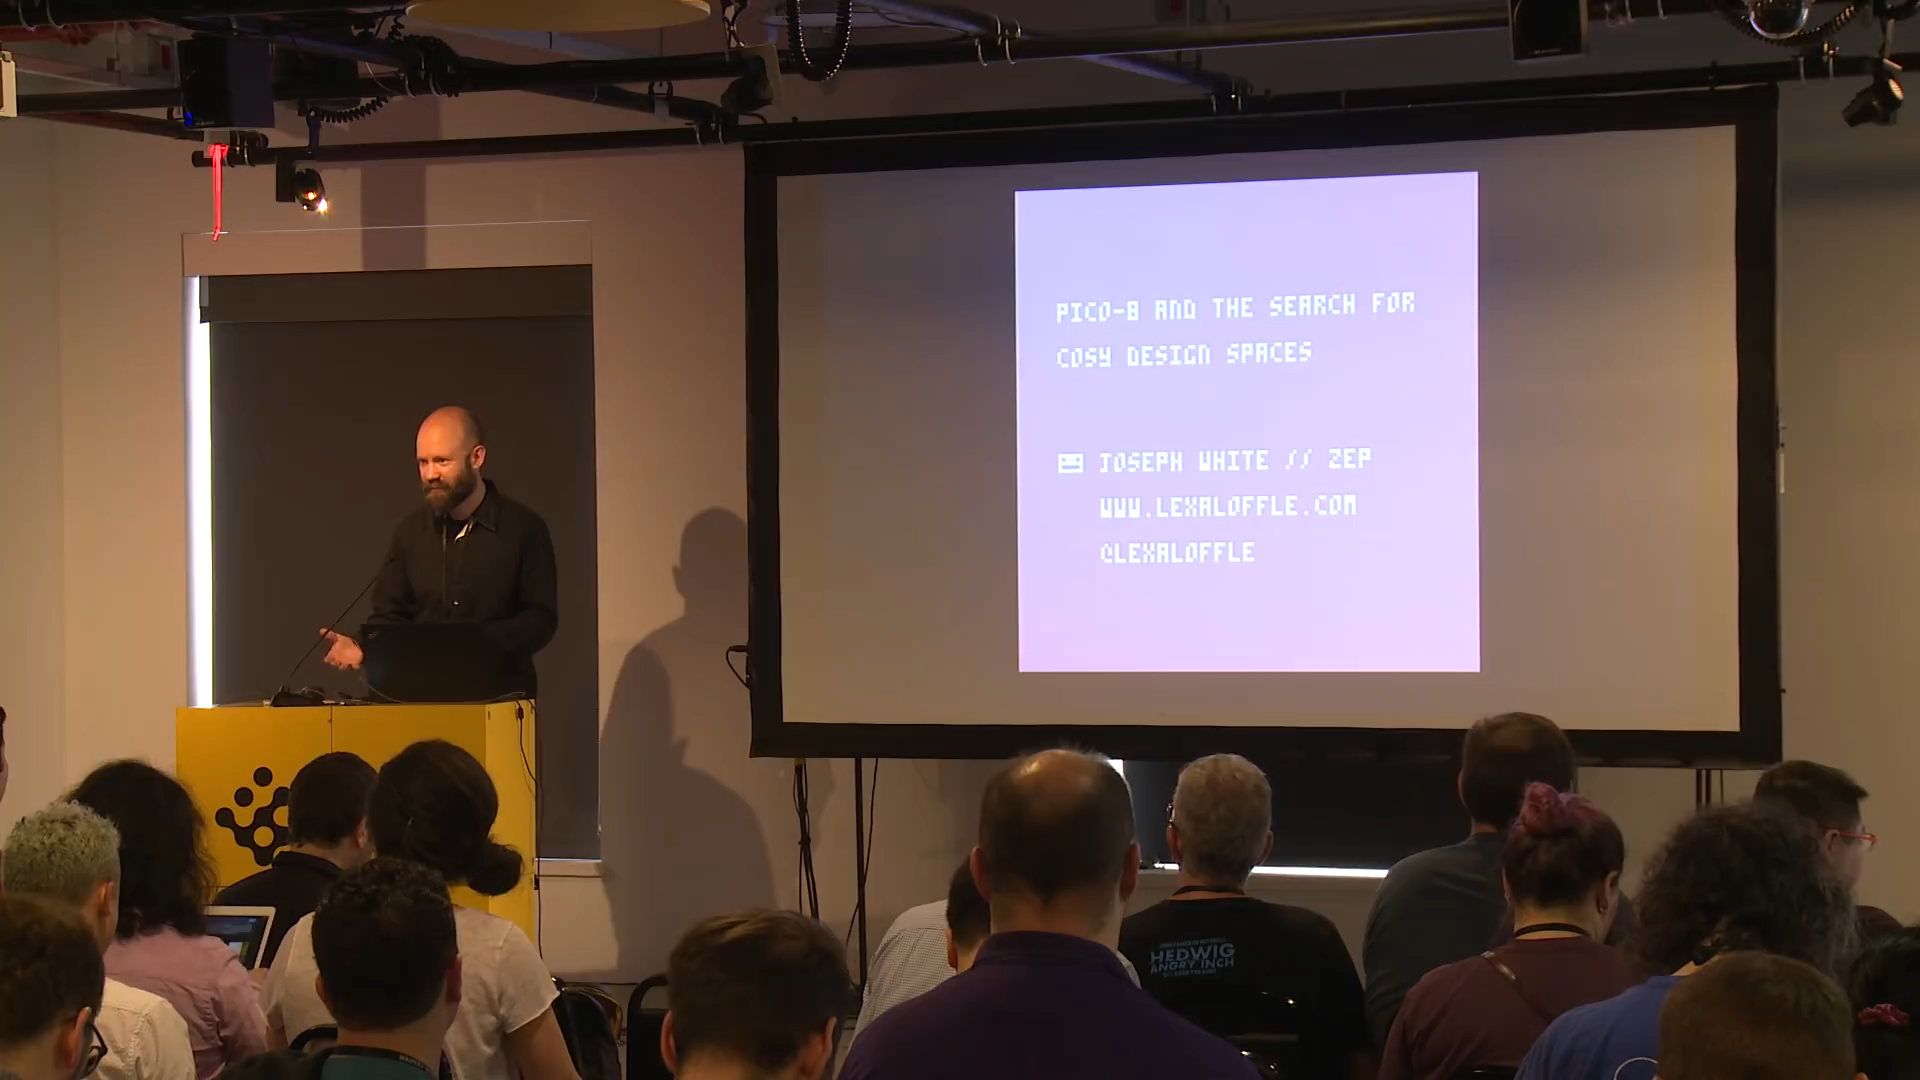 PICO-8 AND THE SEARCH FOR
COSY DESIGN SPACES
JOSEPH WHITE // ZEP
WWW.LEXALOFFLE.COM
@LEXALOFFLE
HEDWIG
ANGRY INCH